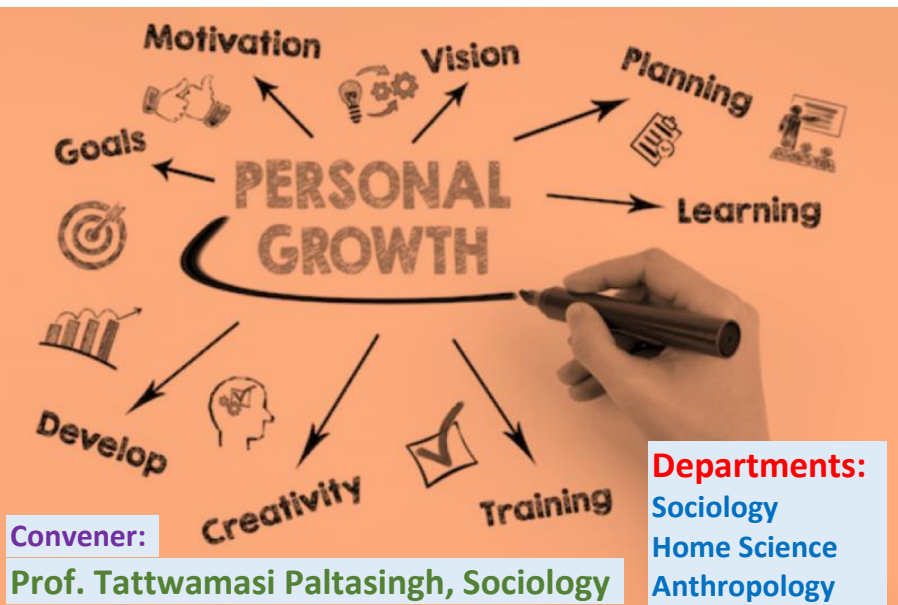 Motivation
Vision
Planning
Goals
PERSONAL
GROWTH
Learning
Develop
Creativity
Training
Convener:
Prof. Tattwamasi Paltasingh, Sociology
Departments:
Sociology
Home Science
Anthropology